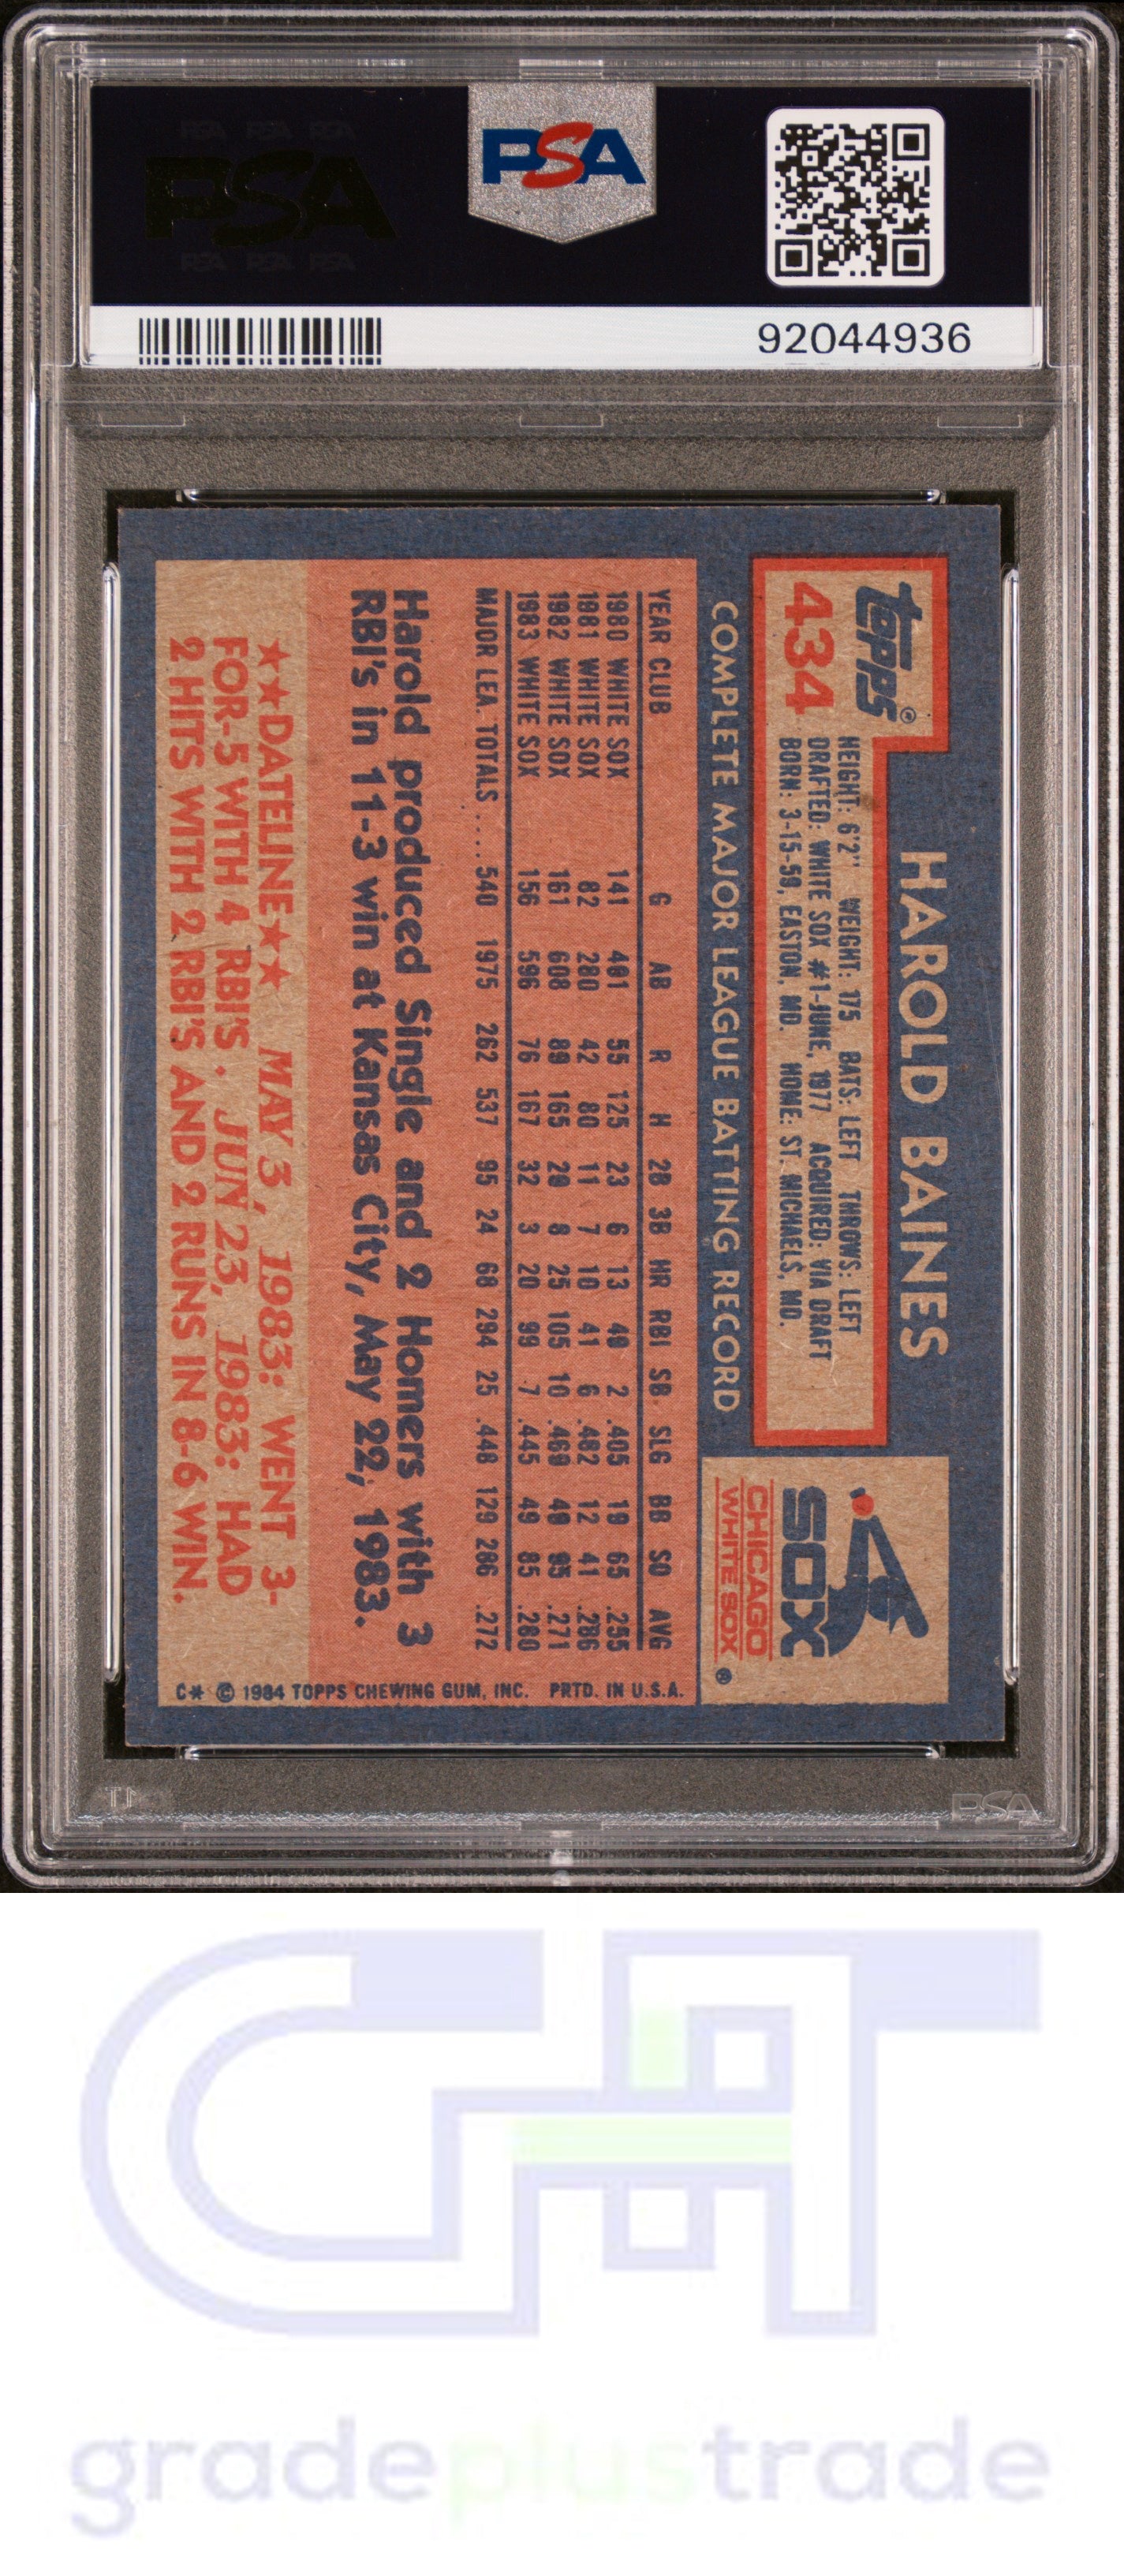 PSA PSA PSA
PSA
PSA PSA PSA
PSA
92044936
topps®
434
HAROLD BAINES
HEIGHT: 6'2" WEIGHT: 175 BATS: LEFT THROWS: LEFT
DRAFTED: WHITE SOX #1-JUNE, 1977 ACQUIRED: VIA DRAFT
BORN: 3-15-59, EASTON, MD. HOME: ST. MICHAELS, MD.
SOX
CHICAGO
WHITE SOX ®
COMPLETE MAJOR LEAGUE BATTING RECORD
YEAR CLUB G AB R H 2B 3B HR RBI SB SLG BB SO AVG
1980 WHITE SOX 141 491 55 125 23 6 13 49 2 .405 19 65 .255
1981 WHITE SOX 82 280 42 80 11 7 10 41 6 .482 12 41 .286
1982 WHITE SOX 161 608 89 165 29 8 25 105 10 .469 49 95 .271
1983 WHITE SOX 156 596 76 167 32 3 20 99 7 .445 49 85 .280
MAJOR LEA. TOTALS .... 540 1975 262 537 95 24 68 294 25 .448 129 286 .272
Harold produced Single and 2 Homers with 3
RBI's in 11-3 win at Kansas City, May 22, 1983.
★★DATELINE★★ MAY 3, 1983: WENT 3-
FOR-5 WITH 4 RBI'S. JUN 23, 1983: HAD
2 HITS WITH 2 RBI'S AND 2 RUNS IN 8-6 WIN.
C* © 1984 TOPPS CHEWING GUM, INC. PRTD. IN U.S.A.
PSA
gradeplustrade